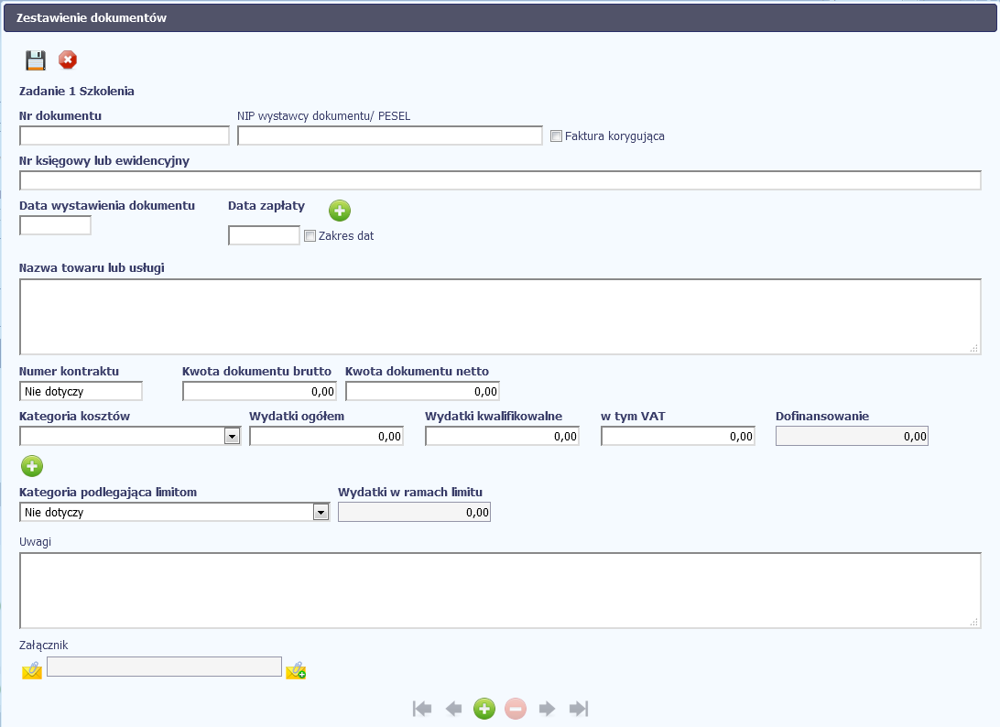 Zestawienie dokumentów
Zadanie 1 Szkolenia
Nr dokumentu NIP wystawcy dokumentu/ PESEL
Faktura korygująca
Nr księgowy lub ewidencyjny
Data wystawienia dokumentu Data zapłaty
Zakres dat
Nazwa towaru lub usługi
Numer kontraktu Kwota dokumentu brutto Kwota dokumentu netto
Nie dotyczy 0,00 0,00
Kategoria kosztów Wydatki ogółem Wydatki kwalifikowalne w tym VAT Dofinansowanie
0,00 0,00 0,00 0,00
Kategoria podlegająca limitom Wydatki w ramach limitu
Nie dotyczy 0,00
Uwagi
Załącznik